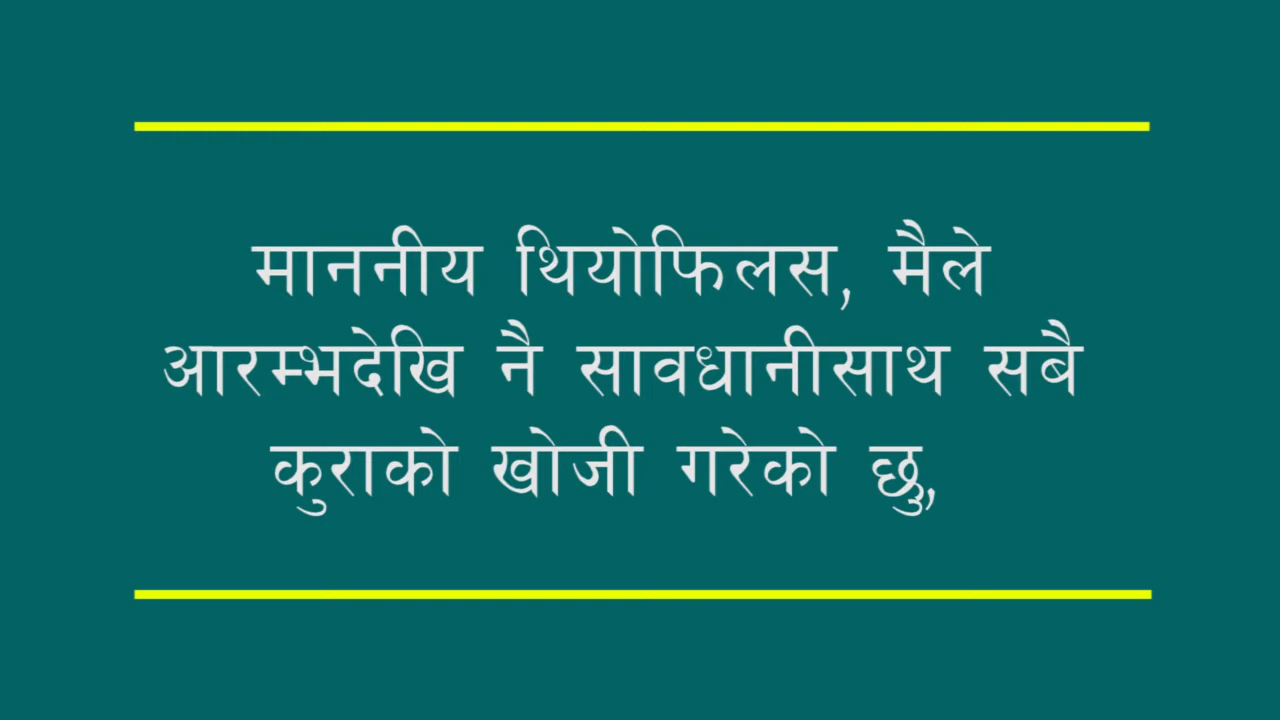 माननीय थियोफिलस, मैले
आरम्भदेखि नै सावधानीसाथ सबै
कुराको खोजी गरेको छु,